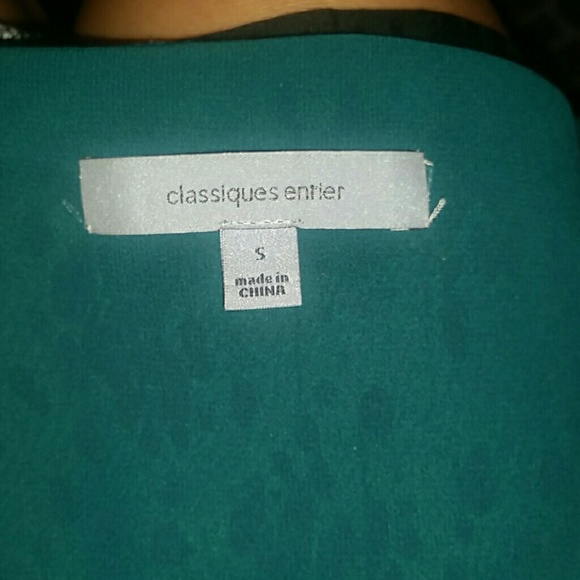 classiques entier
S
made in
CHINA